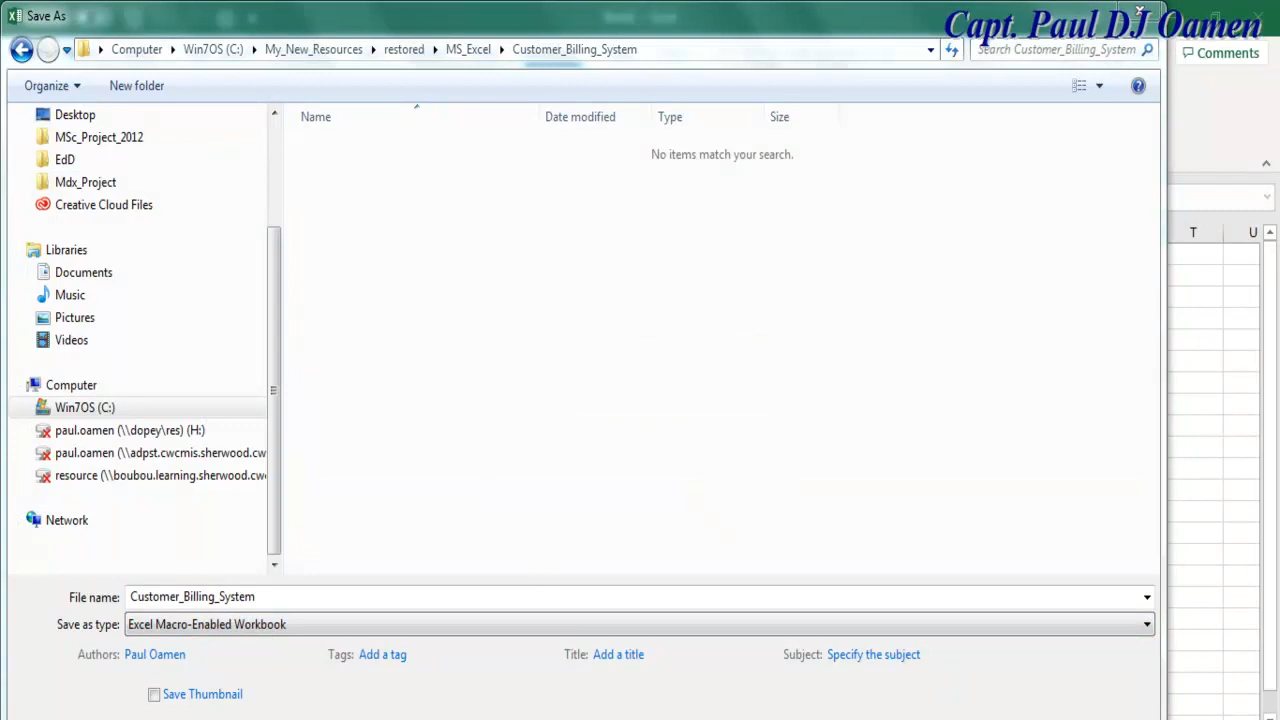 Save As
Capt. Paul DJ Oamen
Computer Win7OS (C:) My_New_Resources restored MS_Excel Customer_Billing_System
Search Customer_Billing_System
Comments
Organize New folder
Desktop
MSc_Project_2012
EdD
Mdx_Project
Creative Cloud Files
Libraries
Documents
Music
Pictures
Videos
Computer
Win7OS (C:)
paul.oamen (\\dopey\res) (H:)
paul.oamen (\\adpst.cwcmis.sherwood.cw
resource (\\boubou.learning.sherwood.cw
Network
Name Date modified Type Size
No items match your search.
T U
File name: Customer_Billing_System
Save as type: Excel Macro-Enabled Workbook
Authors: Paul Oamen Tags: Add a tag Title: Add a title Subject: Specify the subject
Save Thumbnail